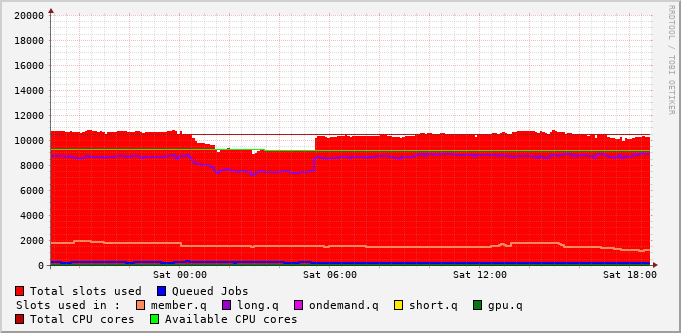 RRDTOOL / TOBI OETIKER
20000
18000
16000
14000
12000
10000
8000
6000
4000
2000
0
Sat 00:00 Sat 06:00 Sat 12:00 Sat 18:00
Total slots used Queued Jobs
Slots used in : member.q long.q ondemand.q short.q gpu.q
Total CPU cores Available CPU cores